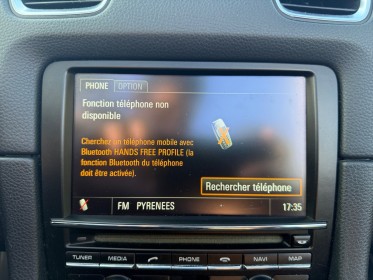 PHONE OPTION
Fonction téléphone non
disponible
Cherchez un téléphone mobile avec
Bluetooth HANDS FREE PROFILE (la
fonction Bluetooth du téléphone
doit être activée).
Rechercher téléphone
FM PYRENEES 17:35
TUNER MEDIA PHONE NAVI MAP